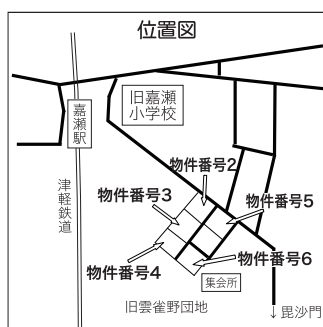 位置図
旧嘉瀬
小学校
嘉瀬駅
津軽鉄道
物件番号2
物件番号3
物件番号5
物件番号4
物件番号6
集会所
旧雲雀野団地
↓毘沙門